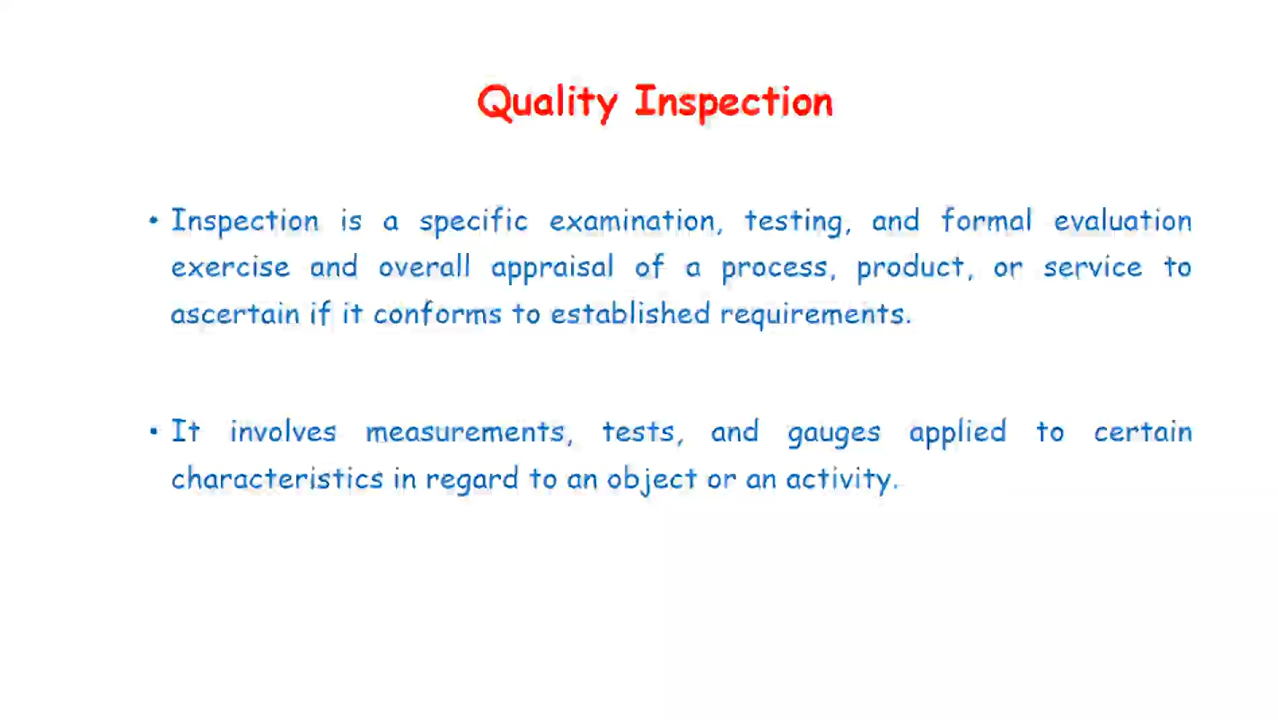 Quality Inspection
• Inspection is a specific examination, testing, and formal evaluation
exercise and overall appraisal of a process, product, or service to
ascertain if it conforms to established requirements.
• It involves measurements, tests, and gauges applied to certain
characteristics in regard to an object or an activity.